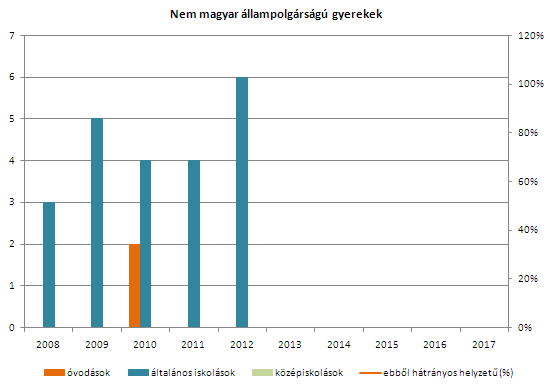 Nem magyar állampolgárságú gyerekek
7 120%
6 100%
5 80%
4
3 60%
2 40%
1 20%
0 0%
2008 2009 2010 2011 2012 2013 2014 2015 2016 2017
óvodások általános iskolások középiskolások ebből hátrányos helyzetű(%)